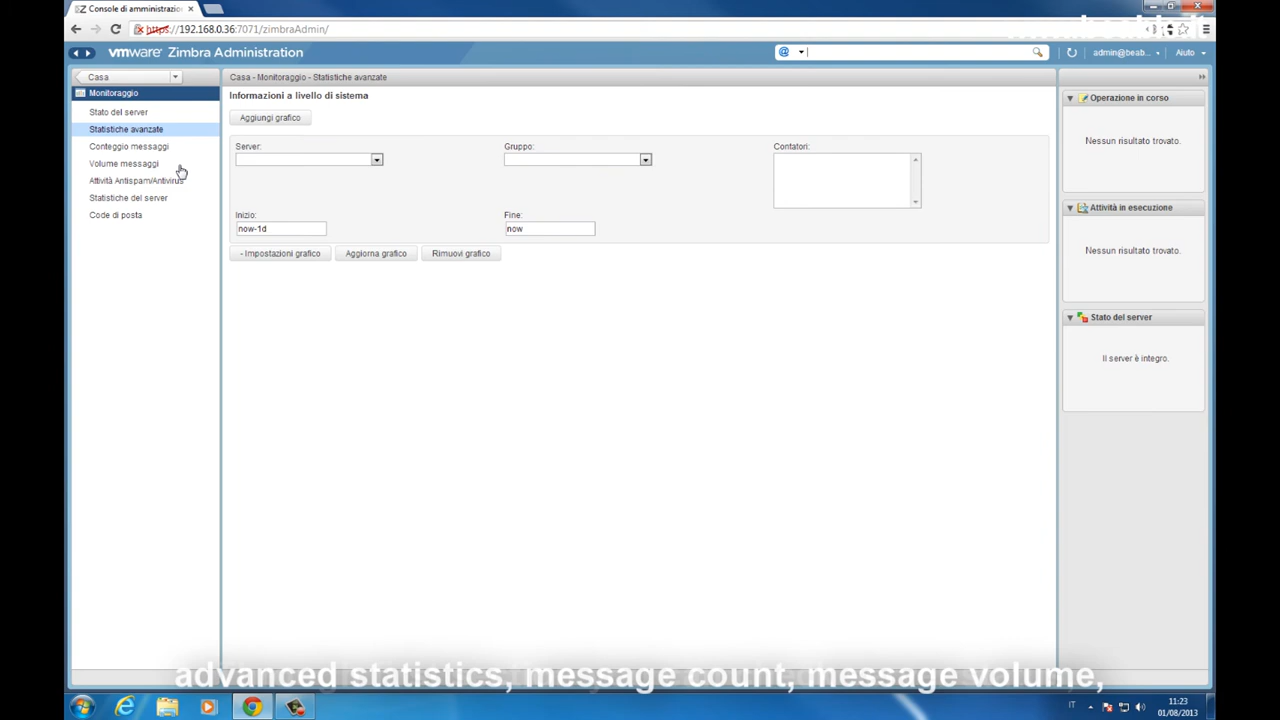 Console di amministrazio
https://192.168.0.36:7071/zimbraAdmin/
vmware Zimbra Administration
admin@beab...
Aiuto
Casa
Casa - Monitoraggio - Statistiche avanzate
Monitoraggio
Stato del server
Statistiche avanzate
Conteggio messaggi
Volume messaggi
Attività Antispam/Antivirus
Statistiche del server
Code di posta
Informazioni a livello di sistema
Aggiungi grafico
Server:
Gruppo:
Contatori:
Inizio:
Fine:
now-1d
now
- Impostazioni grafico
Aggiorna grafico
Rimuovi grafico
Operazione in corso
Nessun risultato trovato.
Attività in esecuzione
Nessun risultato trovato.
Stato del server
Il server è integro.
advanced statistics, message count, message volume,
IT
11:23
01/08/2013